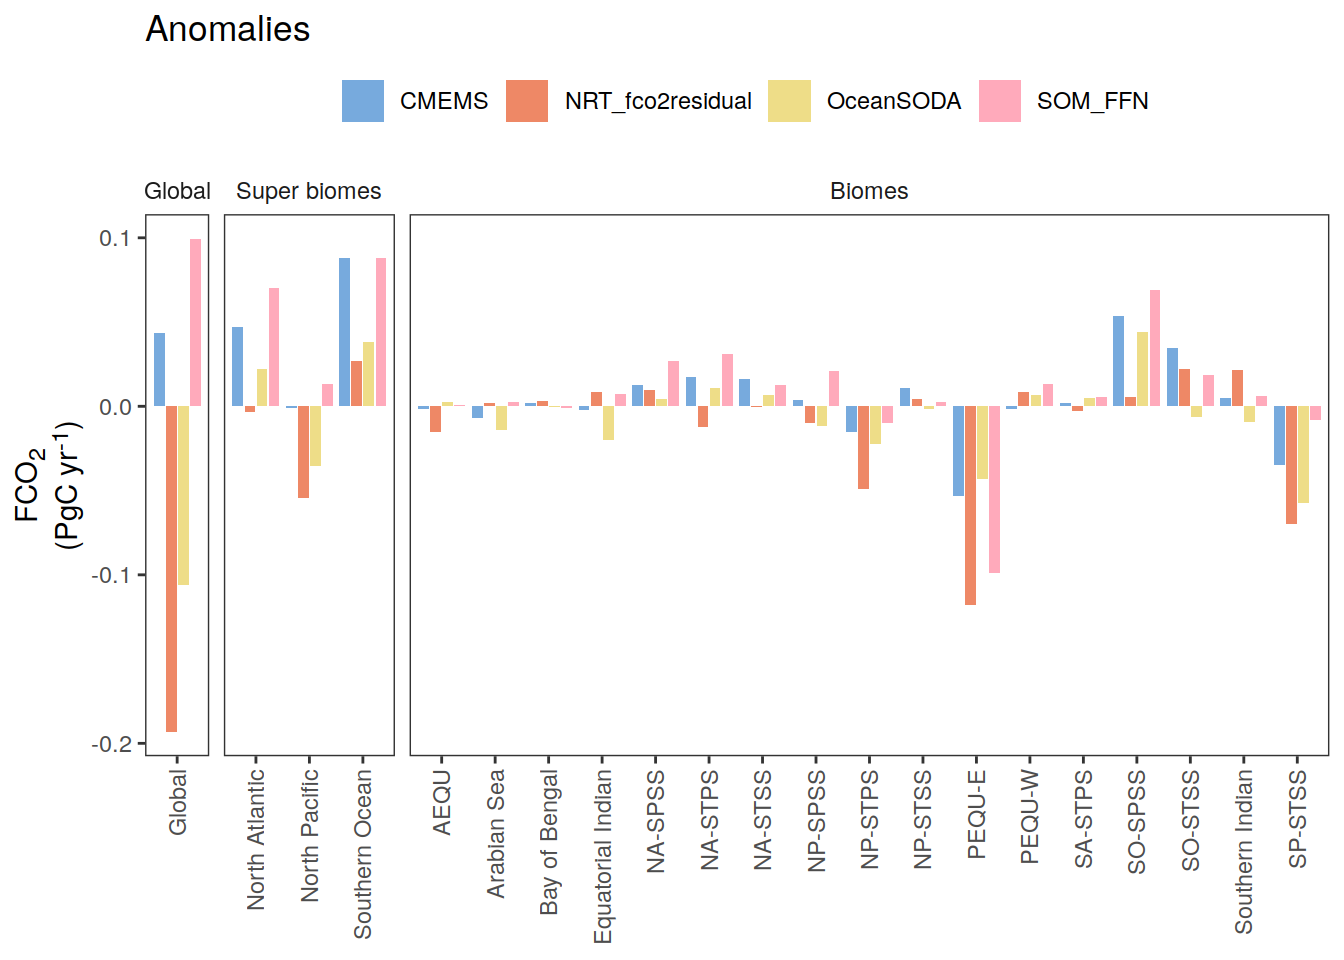 Anomalies
CMEMS NRT_fco2residual OceanSODA SOM_FFN
Global Super biomes Biomes
0.1
0.0
-0.1
-0.2
FCO₂
(PgC yr⁻¹)
Global
North Atlantic
North Pacific
Southern Ocean
AEQU
Arabian Sea
Bay of Bengal
Equatorial Indian
NA-SPSS
NA-STPS
NA-STSS
NP-SPSS
NP-STPS
NP-STSS
PEQU-E
PEQU-W
SA-STPS
SO-SPSS
SO-STSS
Southern Indian
SP-STSS